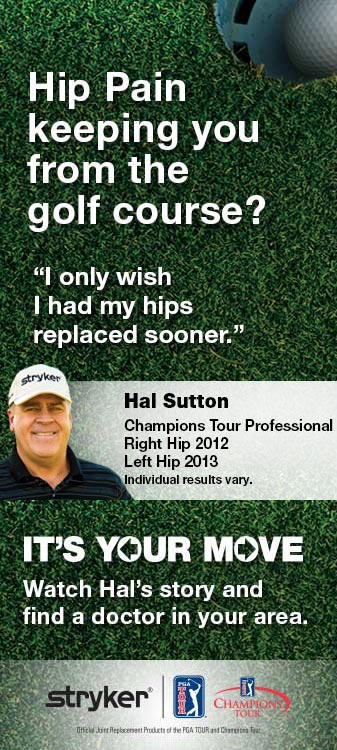 Hip Pain
keeping you
from the
golf course?
“I only wish
I had my hips
replaced sooner.”
stryker
Hal Sutton
Champions Tour Professional
Right Hip 2012
Left Hip 2013
Individual results vary.
IT’S YOUR MOVE
Watch Hal’s story and
find a doctor in your area.
stryker®
PGA
TOUR
CHAMPIONS
TOUR
Official Joint Replacement Products of the PGA TOUR and Champions Tour